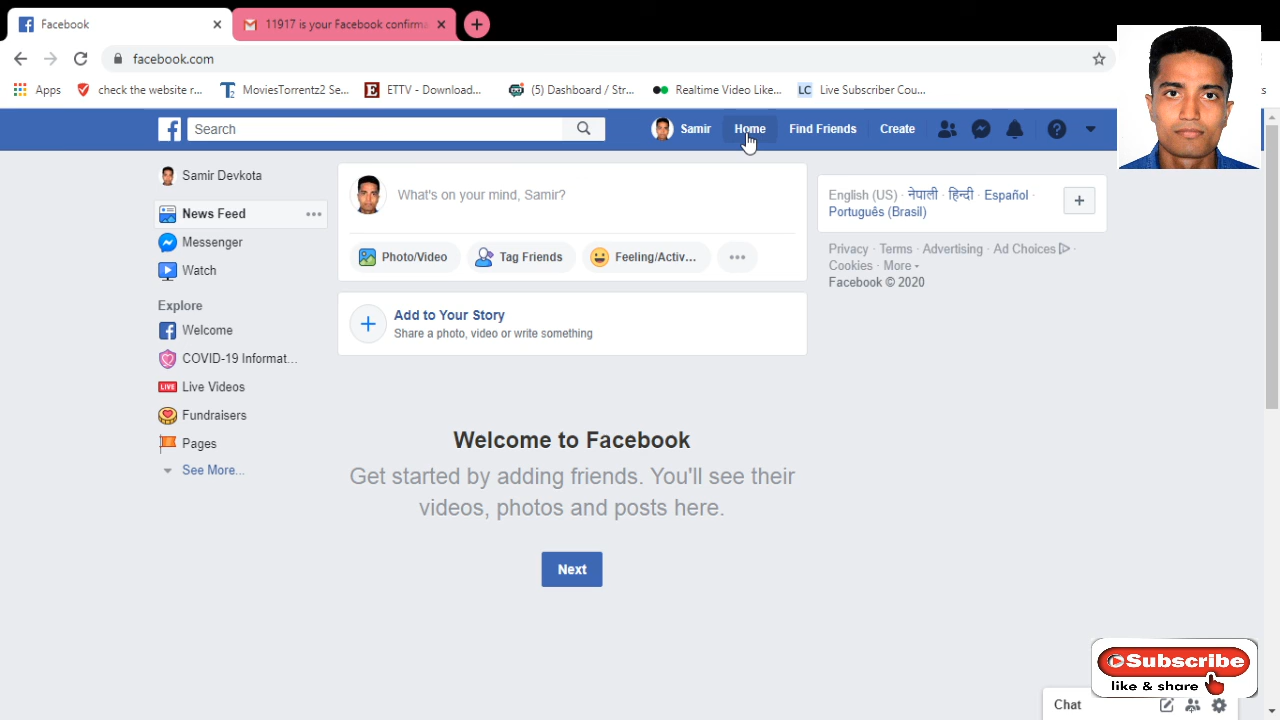 Facebook
11917 is your Facebook confirma
facebook.com
Apps check the website r... MoviesTorrentz2 Se... ETTV - Download... (5) Dashboard / Str... Realtime Video Like... LC Live Subscriber Cou...
Search
Samir Home Find Friends Create
Samir Devkota
News Feed
Messenger
Watch
Explore
Welcome
COVID-19 Informat...
LIVE Live Videos
Fundraisers
Pages
See More...
What's on your mind, Samir?
Photo/Video Tag Friends Feeling/Activ...
Add to Your Story
Share a photo, video or write something
Welcome to Facebook
Get started by adding friends. You'll see their
videos, photos and posts here.
Next
English (US) · नेपाली · हिन्दी · Español ·
Português (Brasil)
Privacy · Terms · Advertising · Ad Choices ·
Cookies · More
Facebook © 2020
Subscribe
like & share
Chat